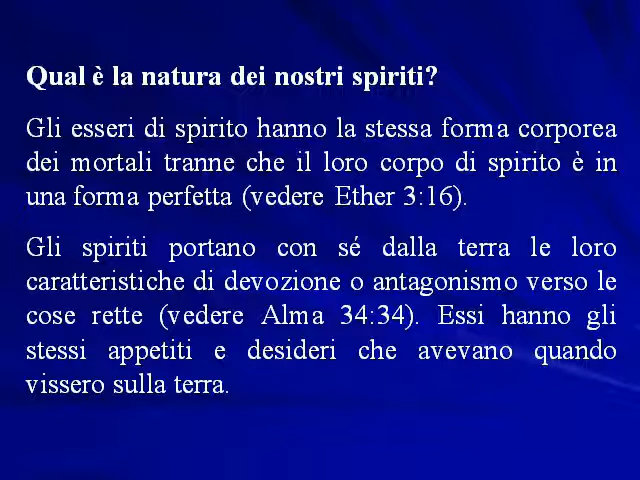 Qual è la natura dei nostri spiriti?
Gli esseri di spirito hanno la stessa forma corporea
dei mortali tranne che il loro corpo di spirito è in
una forma perfetta (vedere Ether 3:16).
Gli spiriti portano con sé dalla terra le loro
caratteristiche di devozione o antagonismo verso le
cose rette (vedere Alma 34:34). Essi hanno gli
stessi appetiti e desideri che avevano quando
vissero sulla terra.